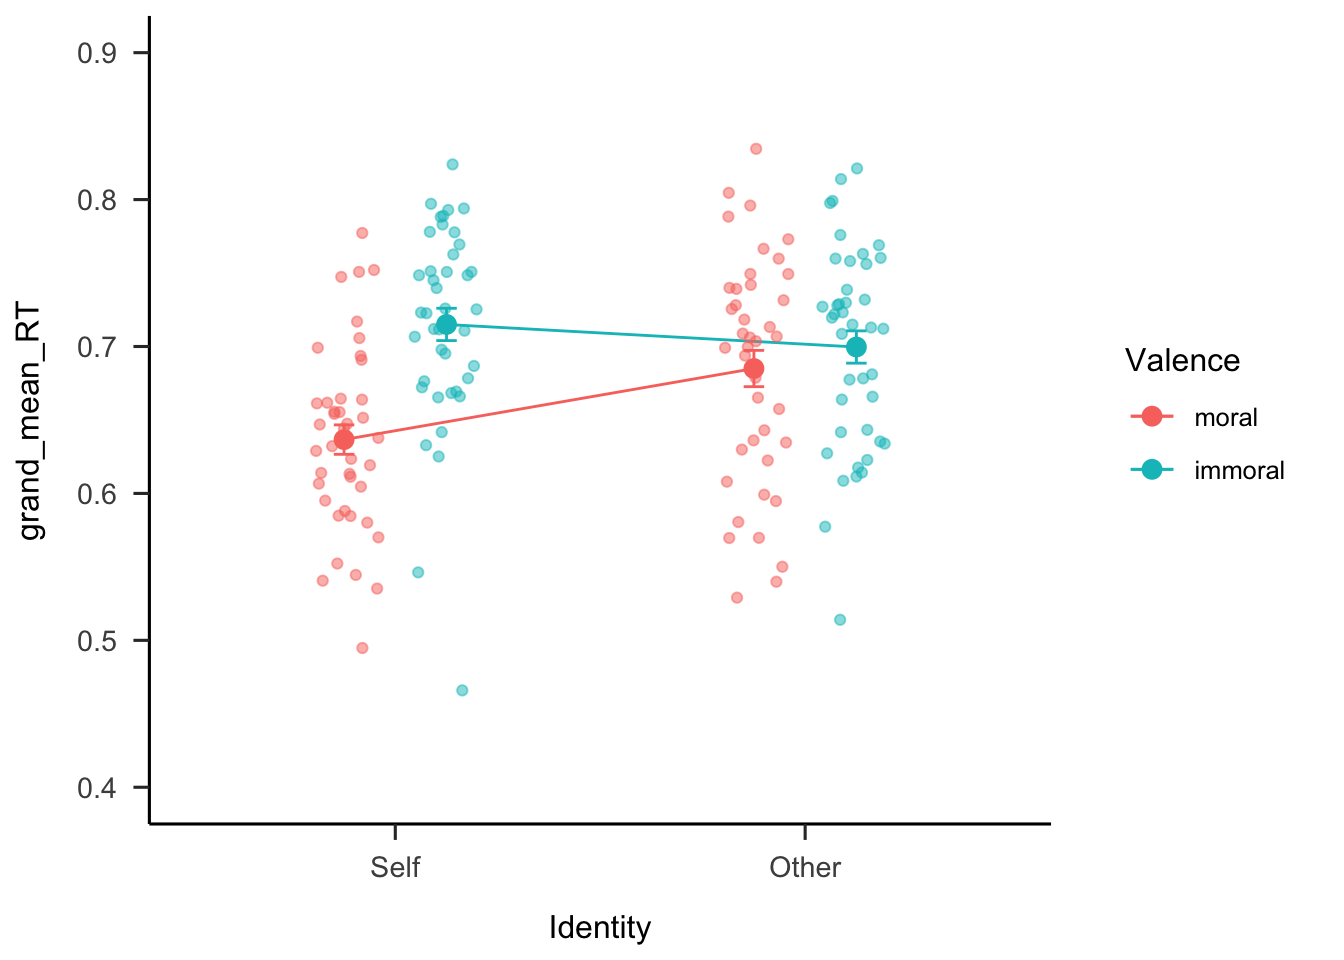 0.9
0.8
0.7
0.6
0.5
0.4
grand_mean_RT
Self
Other
Identity
Valence
moral
immoral